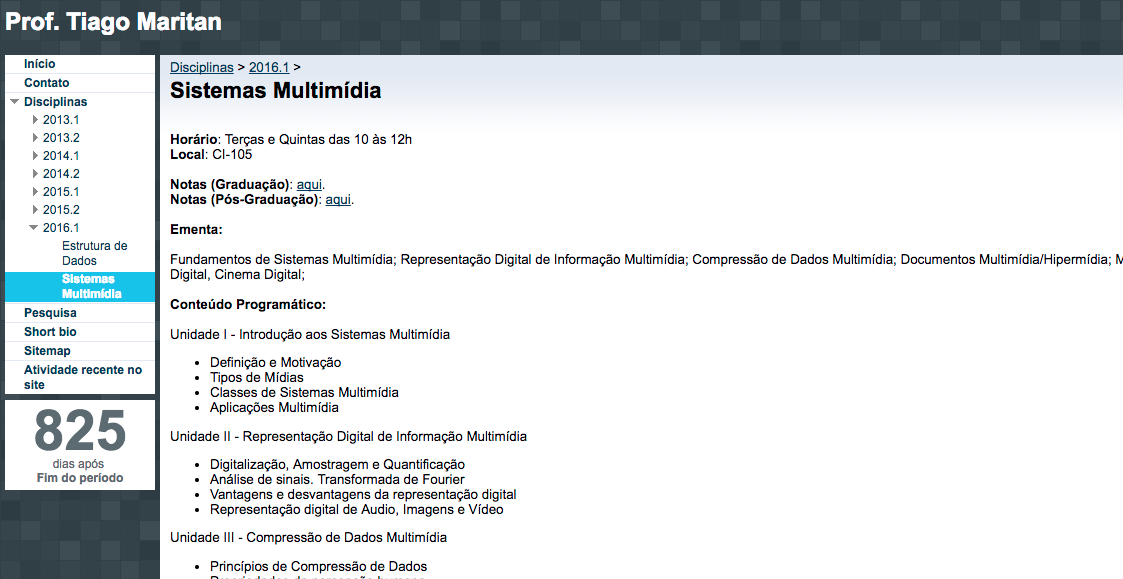 Prof. Tiago Maritan
Início
Contato
Disciplinas
2013.1
2013.2
2014.1
2014.2
2015.1
2015.2
2016.1
Estrutura de
Dados
Sistemas
Multimídia
Pesquisa
Short bio
Sitemap
Atividade recente no
site
825
dias após
Fim do período
Disciplinas > 2016.1 >
Sistemas Multimídia
Horário: Terças e Quintas das 10 às 12h
Local: CI-105
Notas (Graduação): aqui.
Notas (Pós-Graduação): aqui.
Ementa:
Fundamentos de Sistemas Multimídia; Representação Digital de Informação Multimídia; Compressão de Dados Multimídia; Documentos Multimídia/Hipermídia; M
Digital, Cinema Digital;
Conteúdo Programático:
Unidade I - Introdução aos Sistemas Multimídia
• Definição e Motivação
• Tipos de Mídias
• Classes de Sistemas Multimídia
• Aplicações Multimídia
Unidade II - Representação Digital de Informação Multimídia
• Digitalização, Amostragem e Quantificação
• Análise de sinais. Transformada de Fourier
• Vantagens e desvantagens da representação digital
• Representação digital de Audio, Imagens e Vídeo
Unidade III - Compressão de Dados Multimídia
• Princípios de Compressão de Dados